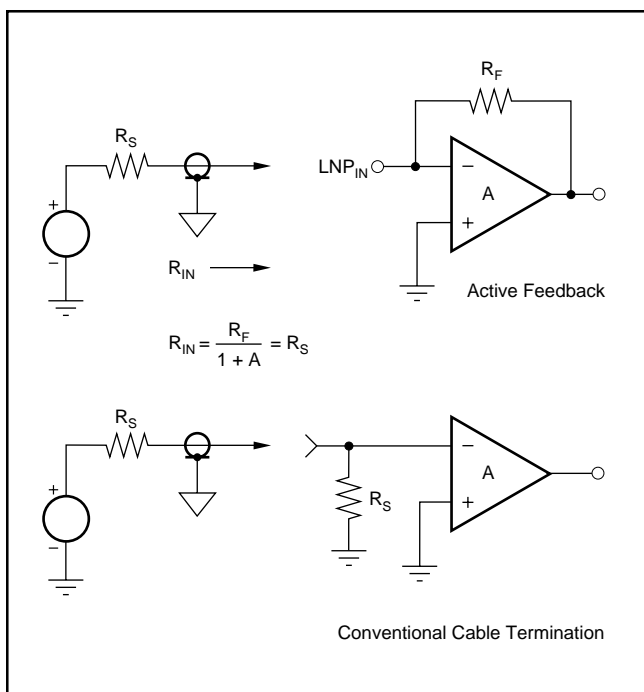 R_F
R_S
LNP_IN
−
A
+
+
−
R_IN
Active Feedback
R_IN = R_F / 1 + A = R_S
R_S
−
A
+
R_S
+
−
Conventional Cable Termination